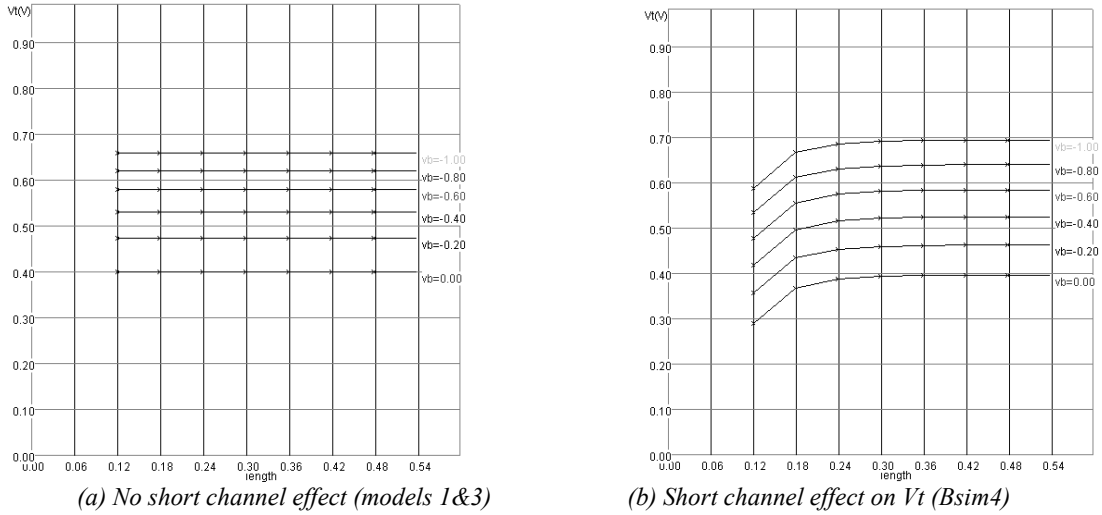 Vt(V)
0.90
0.80
0.70
0.60
0.50
0.40
0.30
0.20
0.10
0.00
vb=-1.00
vb=-0.80
vb=-0.60
vb=-0.40
vb=-0.20
vb=0.00
0.00 0.06 0.12 0.18 0.24 0.30 0.36 0.42 0.48 0.54
length
(a) No short channel effect (models 1&3)
Vt(V)
0.90
0.80
0.70
0.60
0.50
0.40
0.30
0.20
0.10
0.00
vb=-1.00
vb=-0.80
vb=-0.60
vb=-0.40
vb=-0.20
vb=0.00
0.00 0.06 0.12 0.18 0.24 0.30 0.36 0.42 0.48 0.54
length
(b) Short channel effect on Vt (Bsim4)